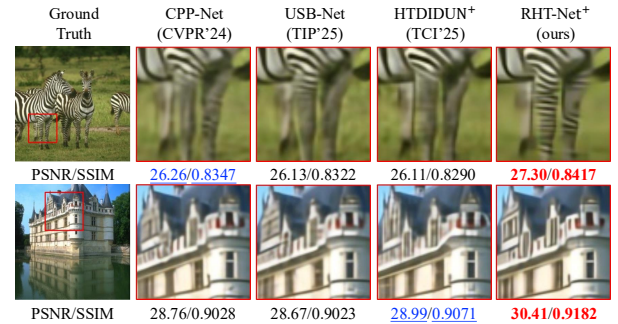 Ground Truth CPP-Net (CVPR'24) USB-Net (TIP'25) HTDIDUN⁺ (TCI'25) RHT-Net⁺ (ours)
PSNR/SSIM 26.26/0.8347 26.13/0.8322 26.11/0.8290 27.30/0.8417
PSNR/SSIM 28.76/0.9028 28.67/0.9023 28.99/0.9071 30.41/0.9182